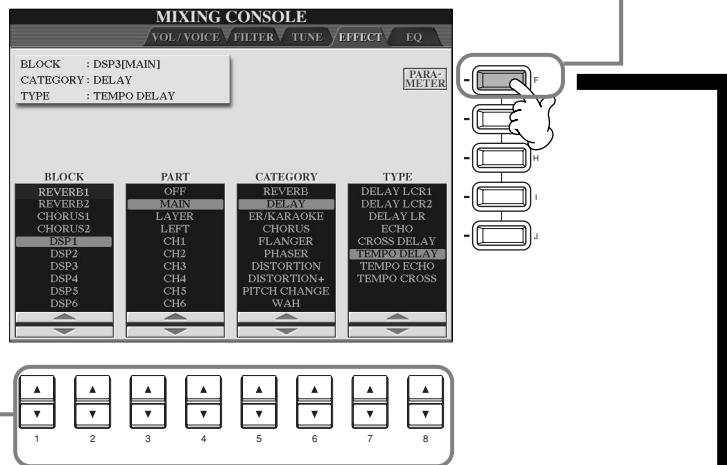 MIXING CONSOLE
VOL / VOICE FILTER TUNE EFFECT EQ
BLOCK : DSP3[MAIN]
CATEGORY : DELAY
TYPE : TEMPO DELAY
PARA-
METER
F
H
I
J
BLOCK PART CATEGORY TYPE
REVERB1 OFF REVERB DELAY LCR1
REVERB2 MAIN DELAY DELAY LCR2
CHORUS1 LAYER ER/KARAOKE DELAY LR
CHORUS2 LEFT CHORUS ECHO
DSP1 CH1 FLANGER CROSS DELAY
DSP2 CH2 PHASER TEMPO DELAY
DSP3 CH3 DISTORTION TEMPO ECHO
DSP4 CH4 DISTORTION+ TEMPO CROSS
DSP5 CH5 PITCH CHANGE
DSP6 CH6 WAH
1 2 3 4 5 6 7 8